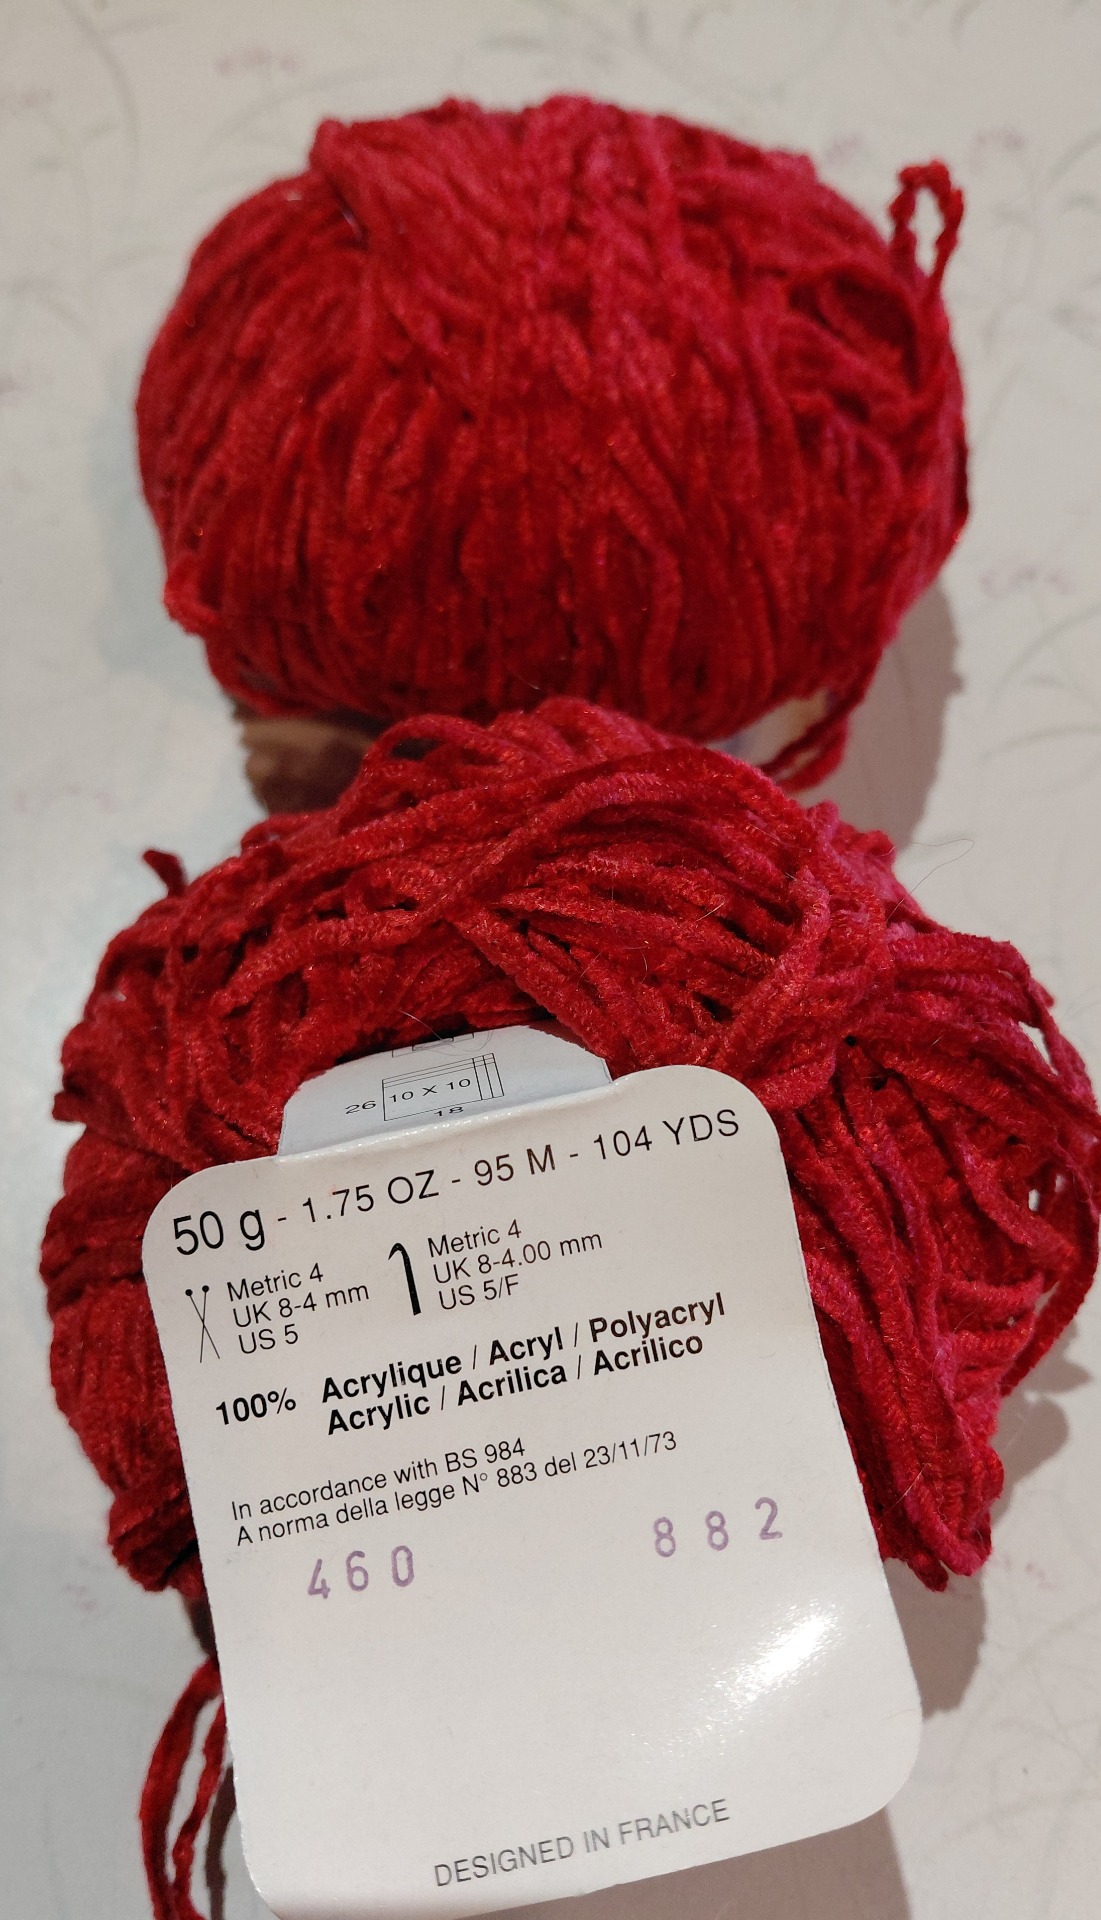 26 10 X 10
18
50 g - 1.75 OZ - 95 M - 104 YDS
Metric 4
UK 8-4 mm
US 5
Metric 4
UK 8-4.00 mm
US 5/F
100% Acrylique / Acryl / Polyacryl
Acrylic / Acrilica / Acrilico
In accordance with BS 984
A norma della legge N° 883 del 23/11/73
460 882
DESIGNED IN FRANCE